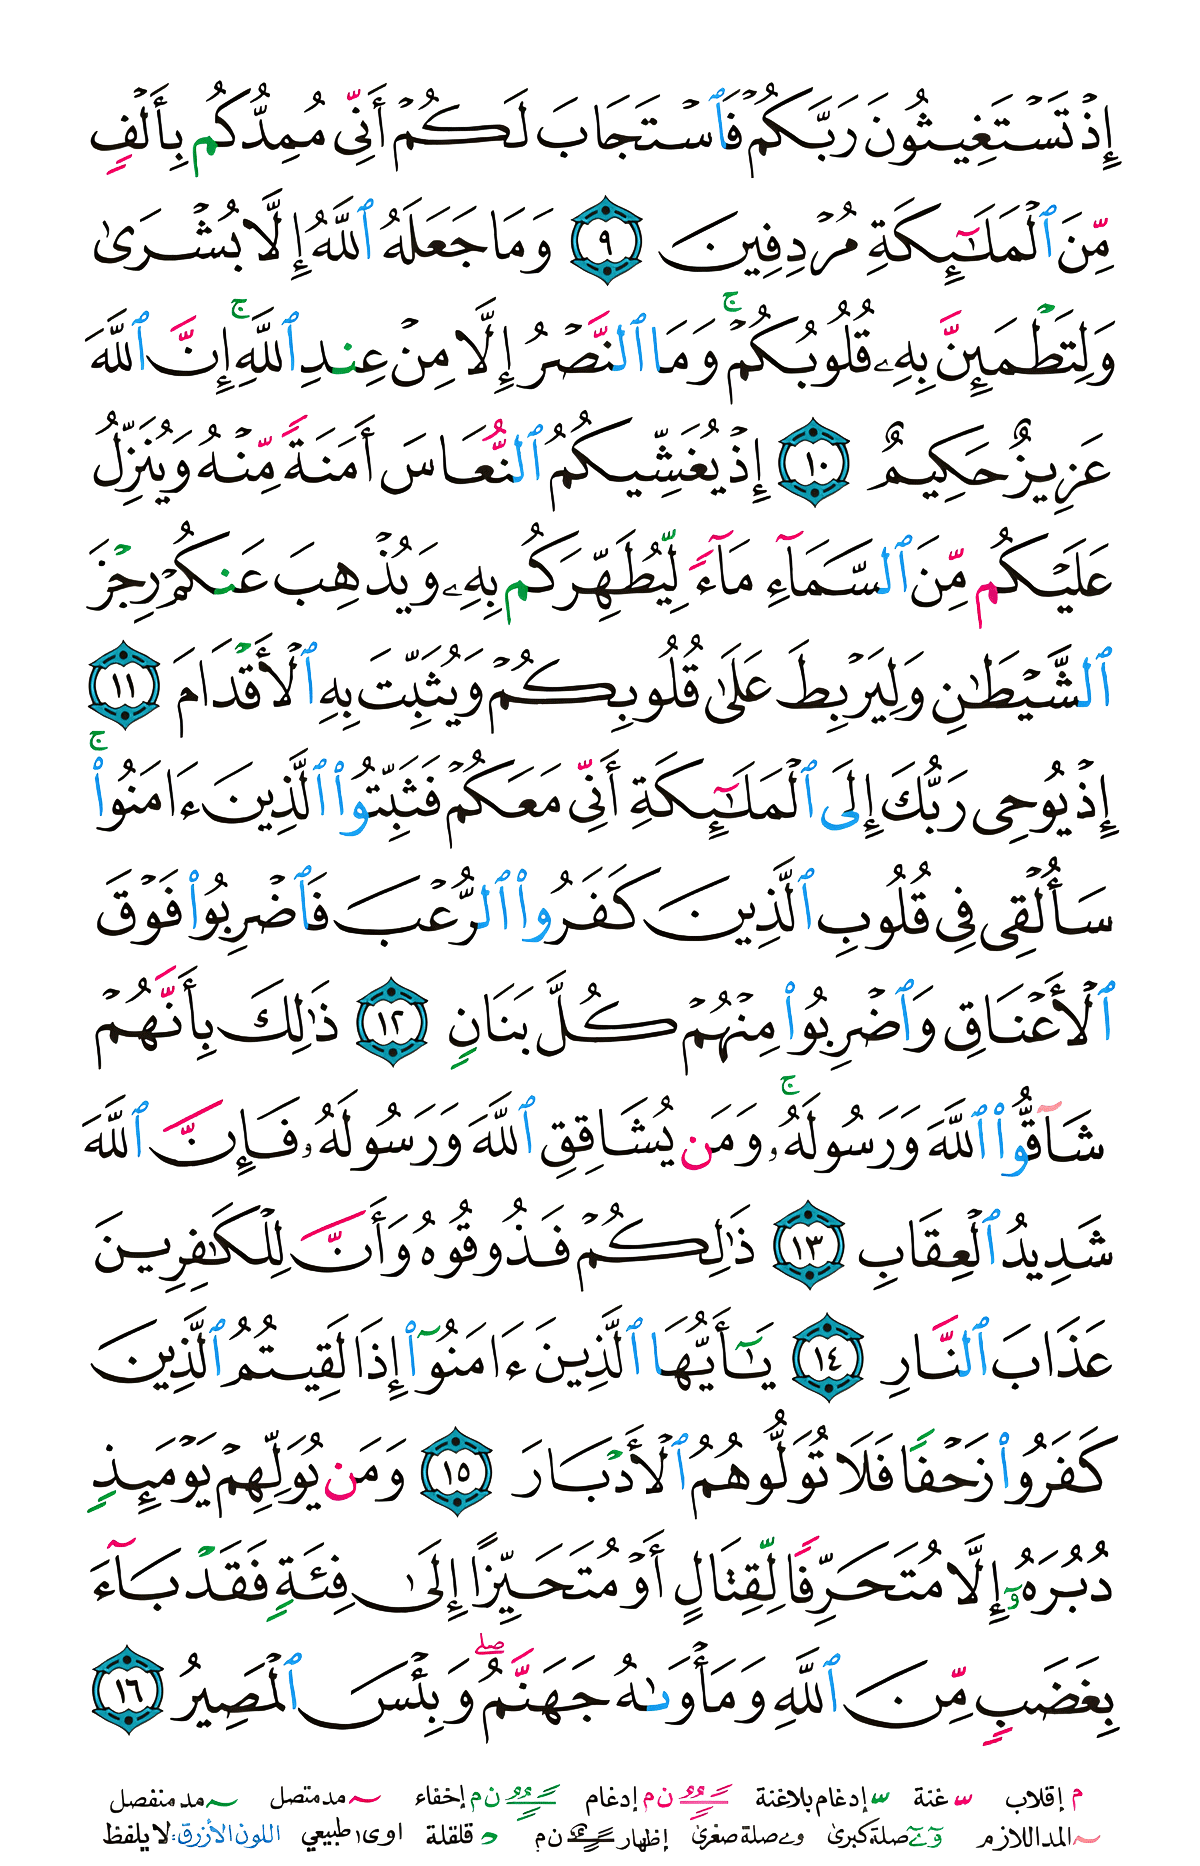 إِذۡ تَسۡتَغِيثُونَ رَبَّكُمۡ فَٱسۡتَجَابَ لَكُمۡ أَنِّي مُمِدُّكُم بِأَلۡفٖ
مِّنَ ٱلۡمَلَٰٓئِكَةِ مُرۡدِفِينَ ٩ وَمَا جَعَلَهُ ٱللَّهُ إِلَّا بُشۡرَىٰ
وَلِتَطۡمَئِنَّ بِهِۦ قُلُوبُكُمۡۚ وَمَا ٱلنَّصۡرُ إِلَّا مِنۡ عِندِ ٱللَّهِۚ إِنَّ ٱللَّهَ
عَزِيزٌ حَكِيمٌ ١٠ إِذۡ يُغَشِّيكُمُ ٱلنُّعَاسَ أَمَنَةٗ مِّنۡهُ وَيُنَزِّلُ
عَلَيۡكُم مِّنَ ٱلسَّمَآءِ مَآءٗ لِّيُطَهِّرَكُم بِهِۦ وَيُذۡهِبَ عَنكُمۡ رِجۡزَ
ٱلشَّيۡطَٰنِ وَلِيَرۡبِطَ عَلَىٰ قُلُوبِكُمۡ وَيُثَبِّتَ بِهِ ٱلۡأَقۡدَامَ ١١
إِذۡ يُوحِي رَبُّكَ إِلَى ٱلۡمَلَٰٓئِكَةِ أَنِّي مَعَكُمۡ فَثَبِّتُواْ ٱلَّذِينَ ءَامَنُواْۚ
سَأُلۡقِي فِي قُلُوبِ ٱلَّذِينَ كَفَرُواْ ٱلرُّعۡبَ فَٱضۡرِبُواْ فَوۡقَ
ٱلۡأَعۡنَاقِ وَٱضۡرِبُواْ مِنۡهُمۡ كُلَّ بَنَانٖ ١٢ ذَٰلِكَ بِأَنَّهُمۡ
شَآقُّواْ ٱللَّهَ وَرَسُولَهُۥۚ وَمَن يُشَاقِقِ ٱللَّهَ وَرَسُولَهُۥ فَإِنَّ ٱللَّهَ
شَدِيدُ ٱلۡعِقَابِ ١٣ ذَٰلِكُمۡ فَذُوقُوهُ وَأَنَّ لِلۡكَٰفِرِينَ
عَذَابَ ٱلنَّارِ ١٤ يَٰٓأَيُّهَا ٱلَّذِينَ ءَامَنُوٓاْ إِذَا لَقِيتُمُ ٱلَّذِينَ
كَفَرُواْ زَحۡفٗا فَلَا تُوَلُّوهُمُ ٱلۡأَدۡبَارَ ١٥ وَمَن يُوَلِّهِمۡ يَوۡمَئِذٖ
دُبُرَهُۥٓ إِلَّا مُتَحَرِّفٗا لِّقِتَالٍ أَوۡ مُتَحَيِّزًا إِلَىٰ فِئَةٖ فَقَدۡ بَآءَ
بِغَضَبٖ مِّنَ ٱللَّهِ وَمَأۡوَىٰهُ جَهَنَّمُۖ وَبِئۡسَ ٱلۡمَصِيرُ ١٦
م إقلاب غنة إدغام بلا غنة ن م إدغام ن م إخفاء مد متصل مد منفصل
المد اللازم صلة كبرى و ے صلة صغرى إظهار ن م قلقلة ا و ى طبيعي اللون الأزرق: لا يلفظ